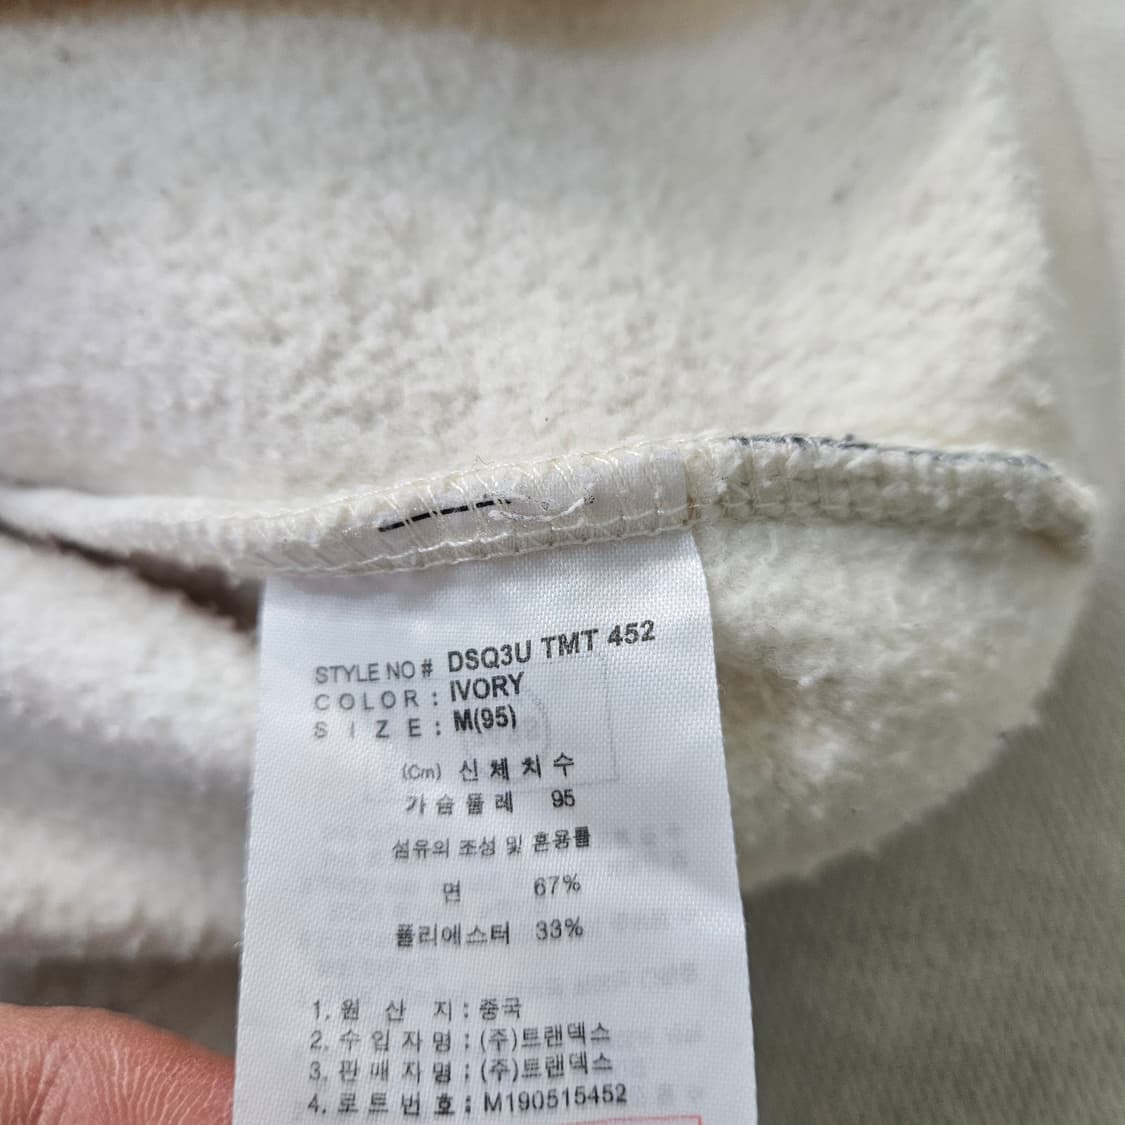 STYLE NO# DSQ3U TMT 452
COLOR: IVORY
SIZE: M(95)
(Cm) 신체치수
가슴둘레 95
섬유의 조성 및 혼용률
면 67%
폴리에스터 33%
1. 원산지: 중국
2. 수입자명: (주)트랜덱스
3. 판매자명: (주)트랜덱스
4. 로트번호: M190515452